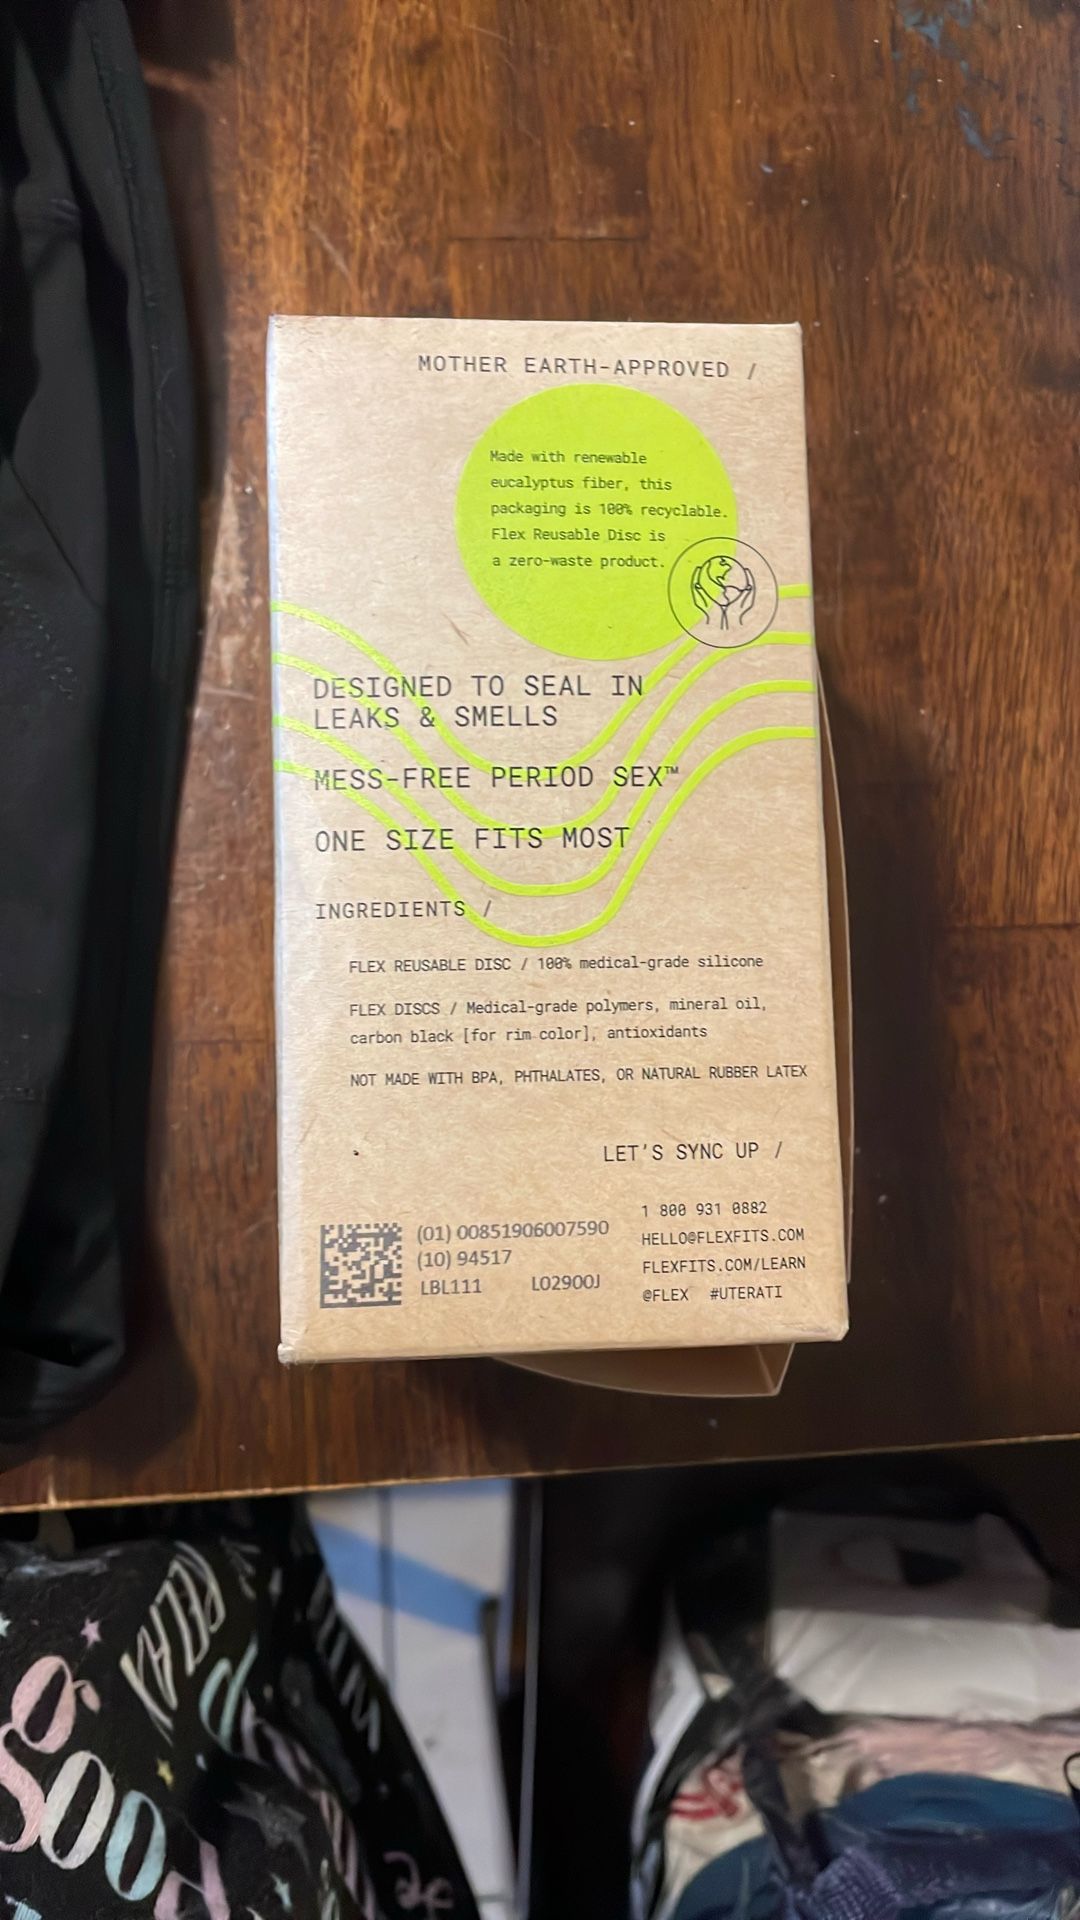 MOTHER EARTH-APPROVED /
Made with renewable
eucalyptus fiber, this
packaging is 100% recyclable.
Flex Reusable Disc is
a zero-waste product.
DESIGNED TO SEAL IN
LEAKS & SMELLS
MESS-FREE PERIOD SEX™
ONE SIZE FITS MOST
INGREDIENTS /
FLEX REUSABLE DISC / 100% medical-grade silicone
FLEX DISCS / Medical-grade polymers, mineral oil,
carbon black [for rim color], antioxidants
NOT MADE WITH BPA, PHTHALATES, OR NATURAL RUBBER LATEX
LET'S SYNC UP /
1 800 931 0882
HELLO@FLEXFITS.COM
FLEXFITS.COM/LEARN
@FLEX #UTERATI
(01) 00851906007590
(10) 94517
LBL111 L02900J
RELAX